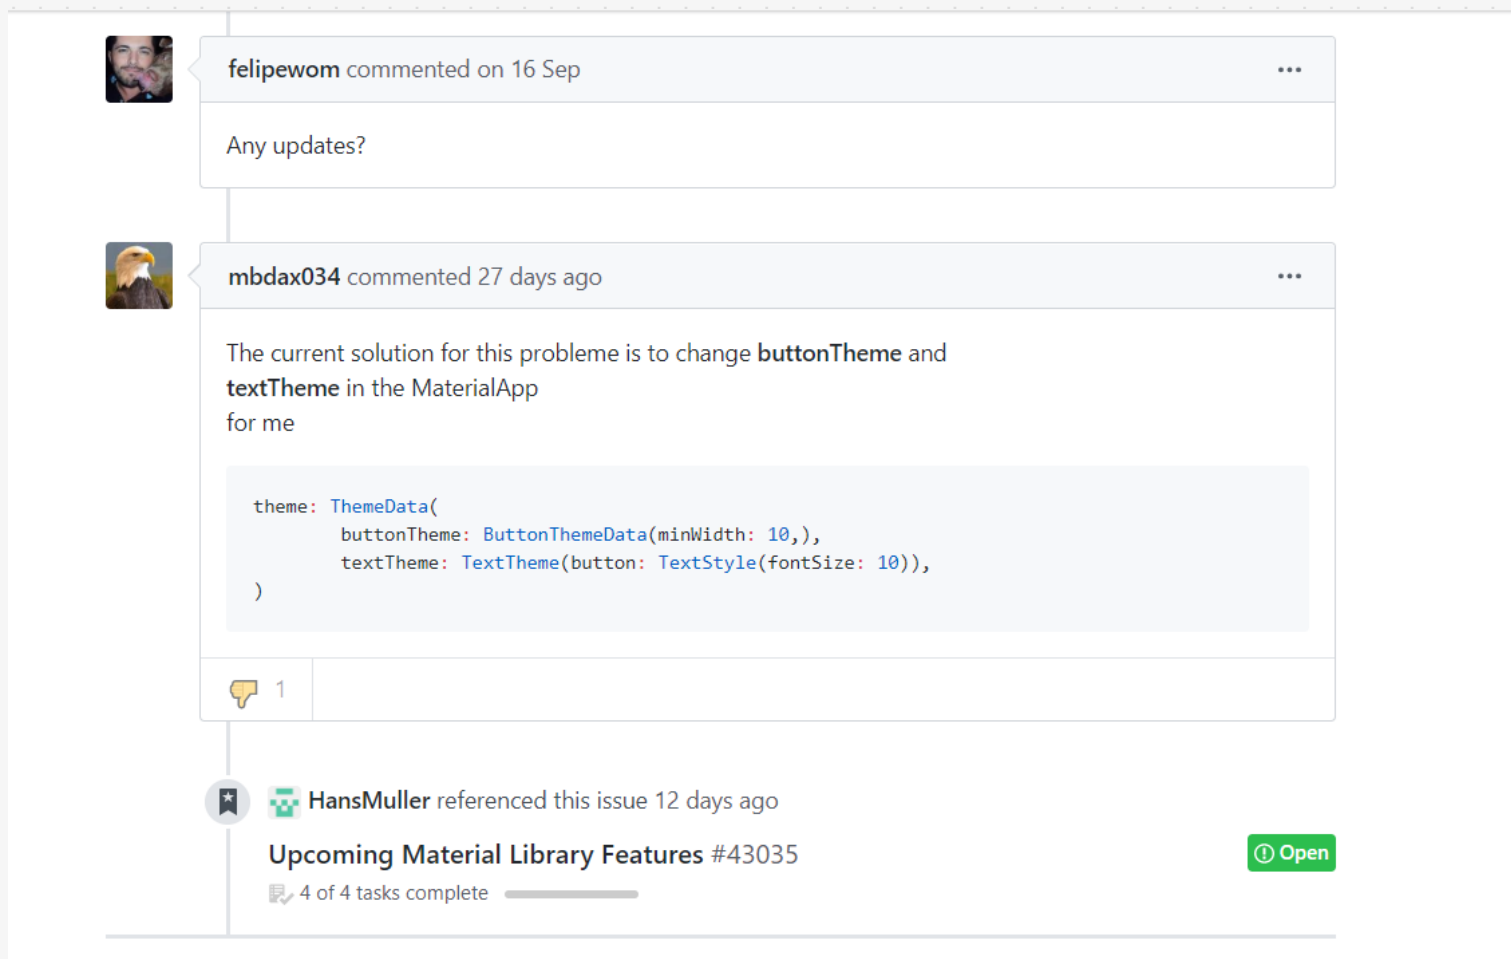 felipewom commented on 16 Sep
Any updates?
mbdax034 commented 27 days ago
The current solution for this probleme is to change buttonTheme and
textTheme in the MaterialApp
for me
theme: ThemeData(
        buttonTheme: ButtonThemeData(minWidth: 10,),
        textTheme: TextTheme(button: TextStyle(fontSize: 10)),
)
1
HansMuller referenced this issue 12 days ago
Upcoming Material Library Features #43035
Open
4 of 4 tasks complete